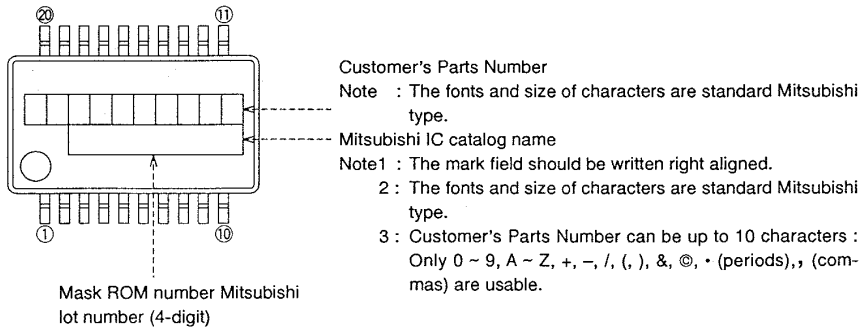 ⑳ ⑪
Customer's Parts Number
Note : The fonts and size of characters are standard Mitsubishi
type.
Mitsubishi IC catalog name
Note1 : The mark field should be written right aligned.
2 : The fonts and size of characters are standard Mitsubishi
type.
3 : Customer's Parts Number can be up to 10 characters :
Only 0 ~ 9, A ~ Z, +, –, /, (, ), &, ©, • (periods), , (com-
mas) are usable.
① ⑩
Mask ROM number Mitsubishi
lot number (4-digit)